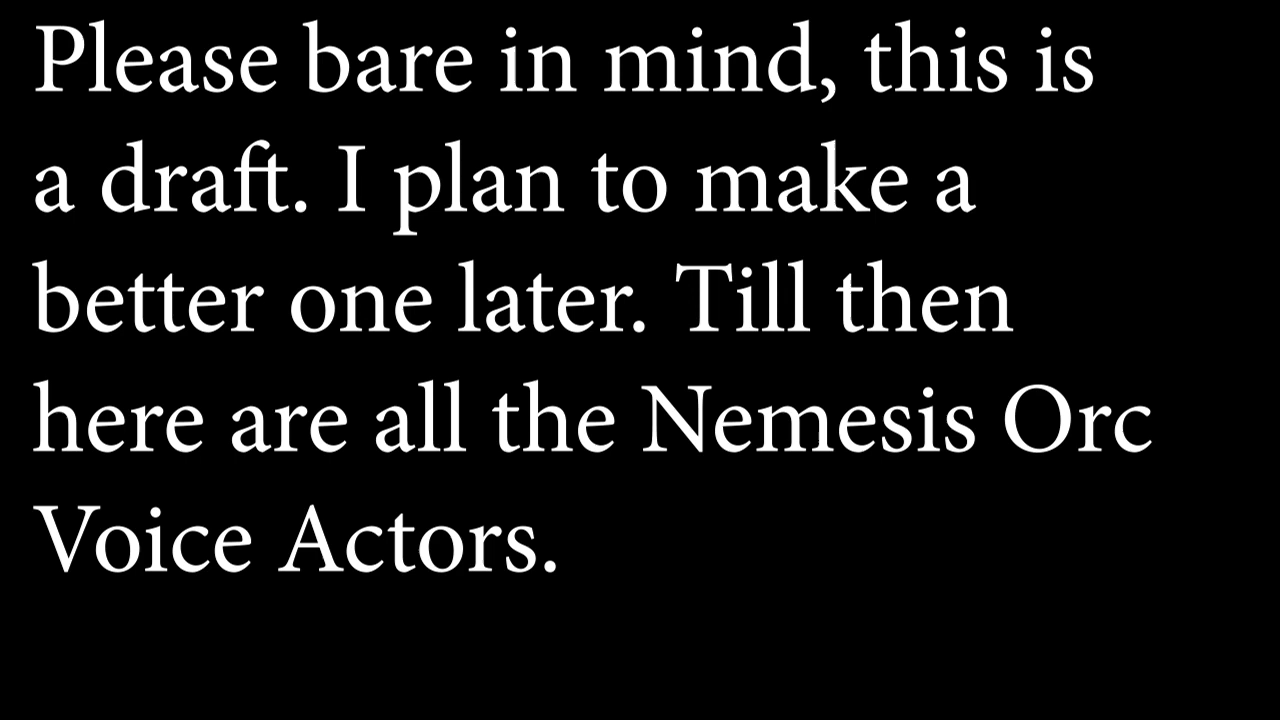 Please bare in mind, this is
a draft. I plan to make a
better one later. Till then
here are all the Nemesis Orc
Voice Actors.